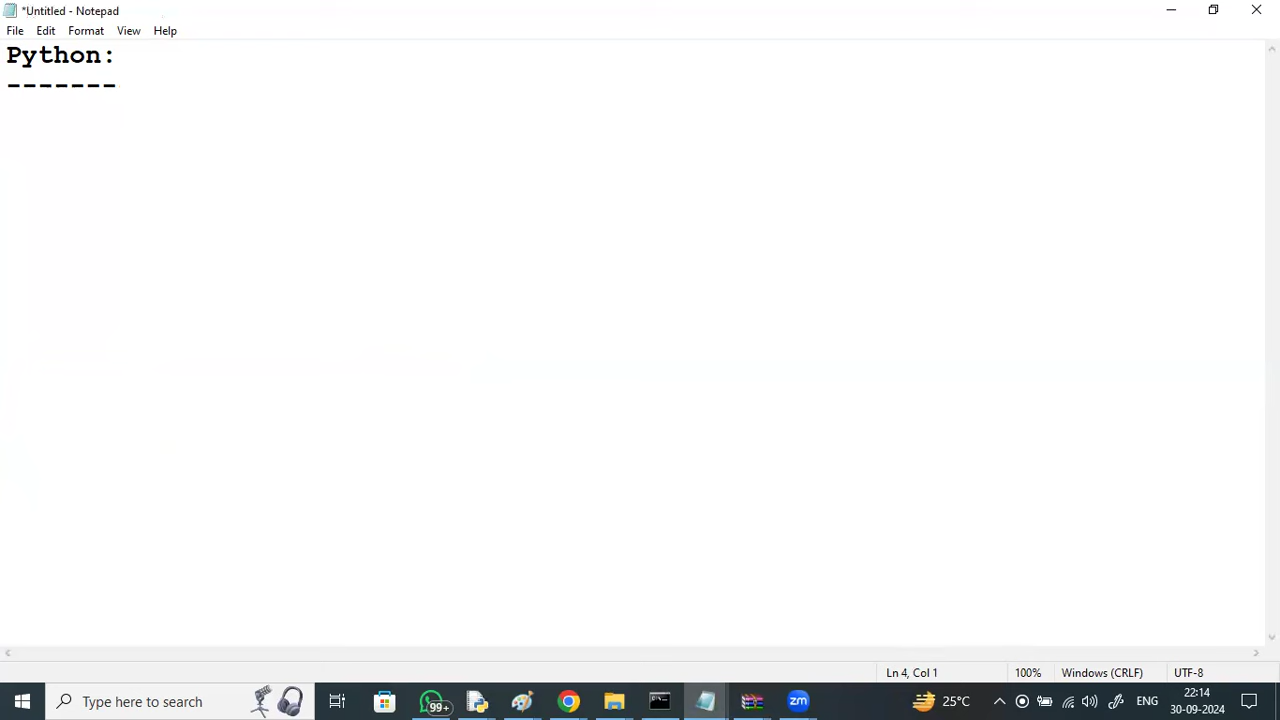 *Untitled - Notepad
File Edit Format View Help
Python:
-------
Ln 4, Col 1 100% Windows (CRLF) UTF-8
Type here to search 99+ zm 25°C ENG 22:14
30-09-2024